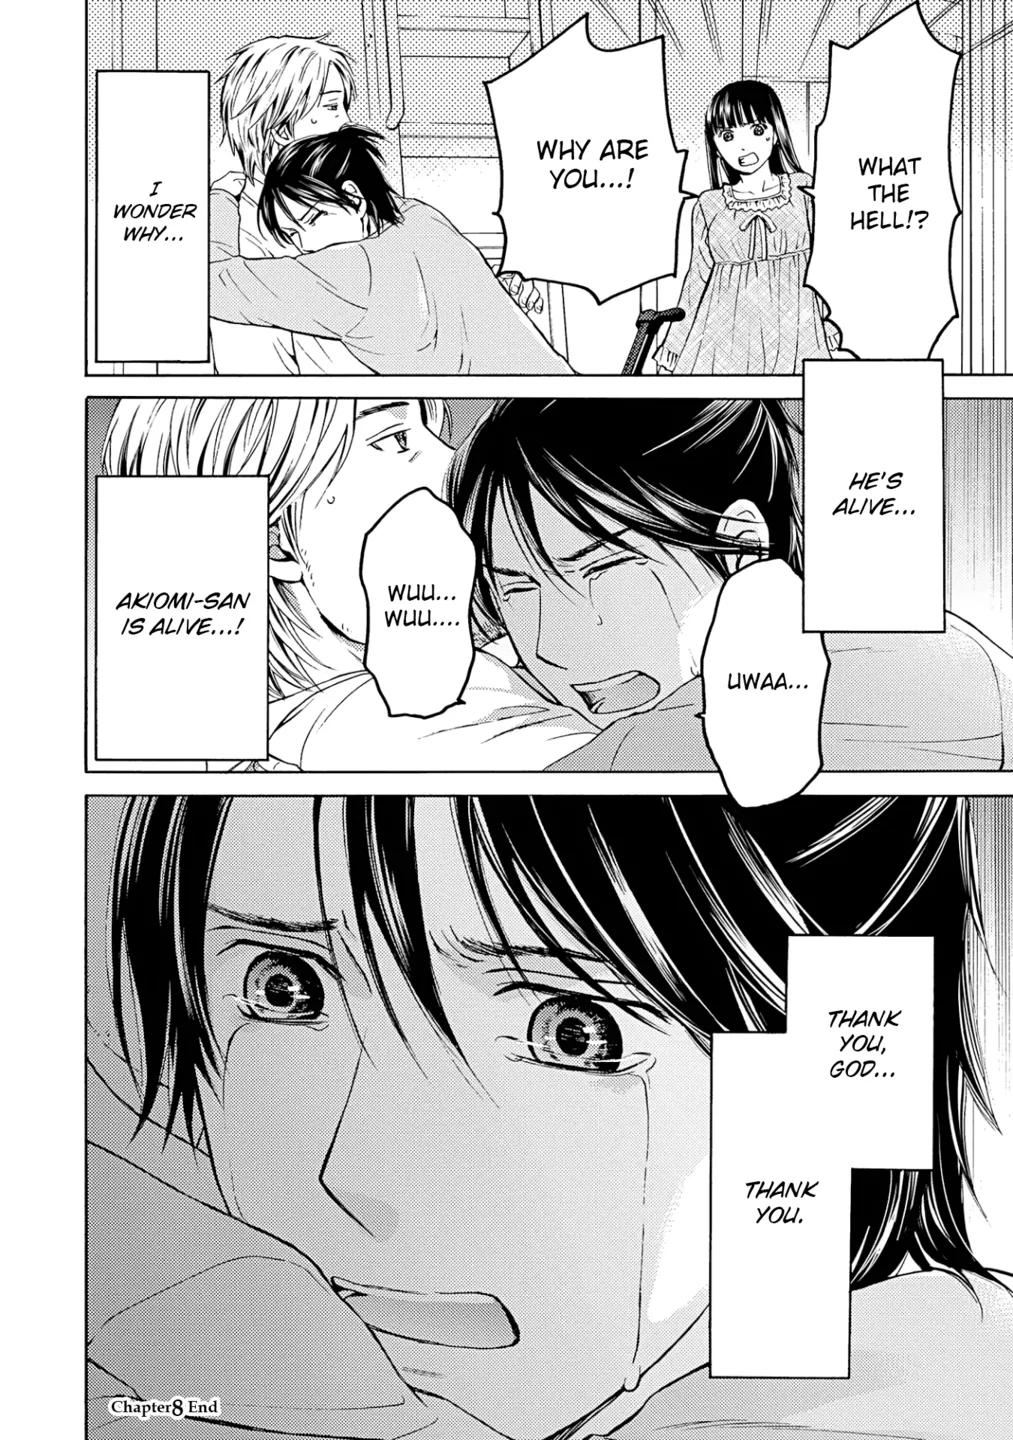 WHAT
THE
HELL!?
WHY ARE
YOU...!
I
WONDER
WHY...
HE'S
ALIVE...
UWAA...
WUU...
WUU....
AKIOMI-SAN
IS ALIVE...!
THANK
YOU,
GOD...
THANK
YOU.
Chapter 8 End